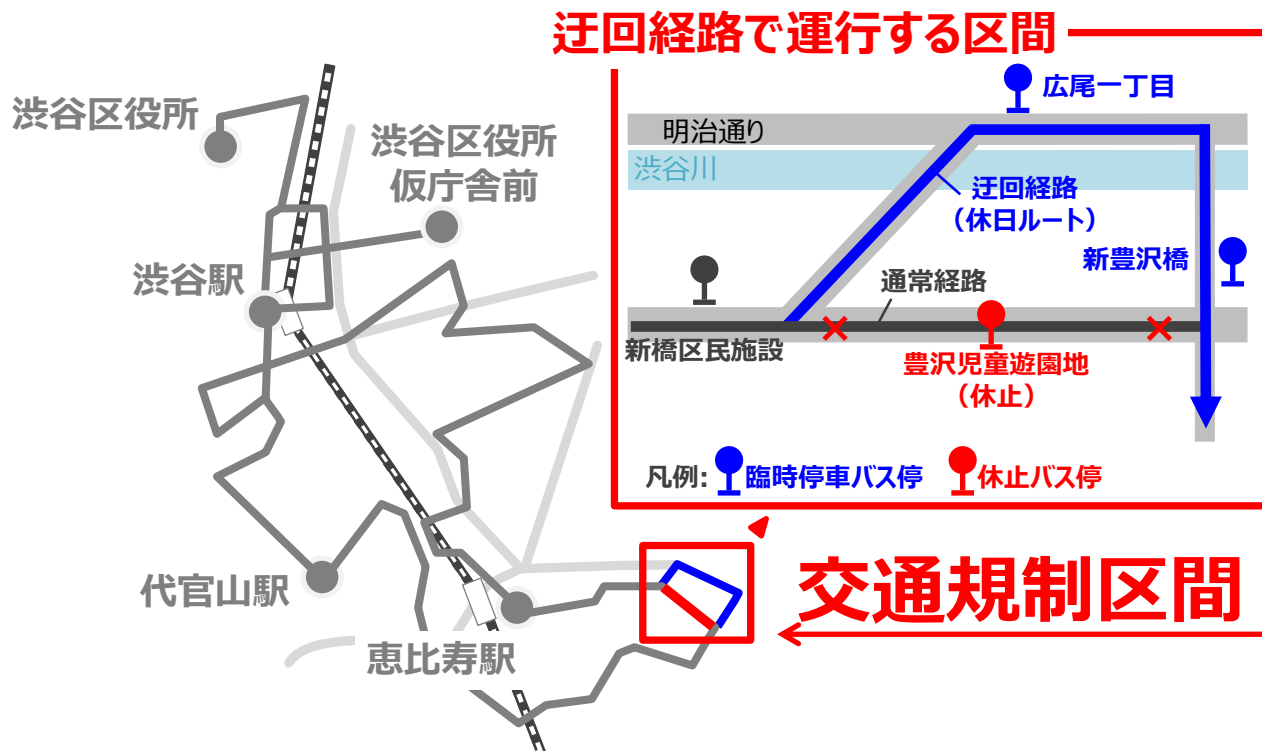 迂回経路で運行する区間
渋谷区役所
渋谷区役所
仮庁舎前
渋谷駅
代官山駅
恵比寿駅
広尾一丁目
明治通り
渋谷川
迂回経路
（休日ルート）
新豊沢橋
通常経路
新橋区民施設
豊沢児童遊園地
（休止）
凡例:
臨時停車バス停
休止バス停
交通規制区間